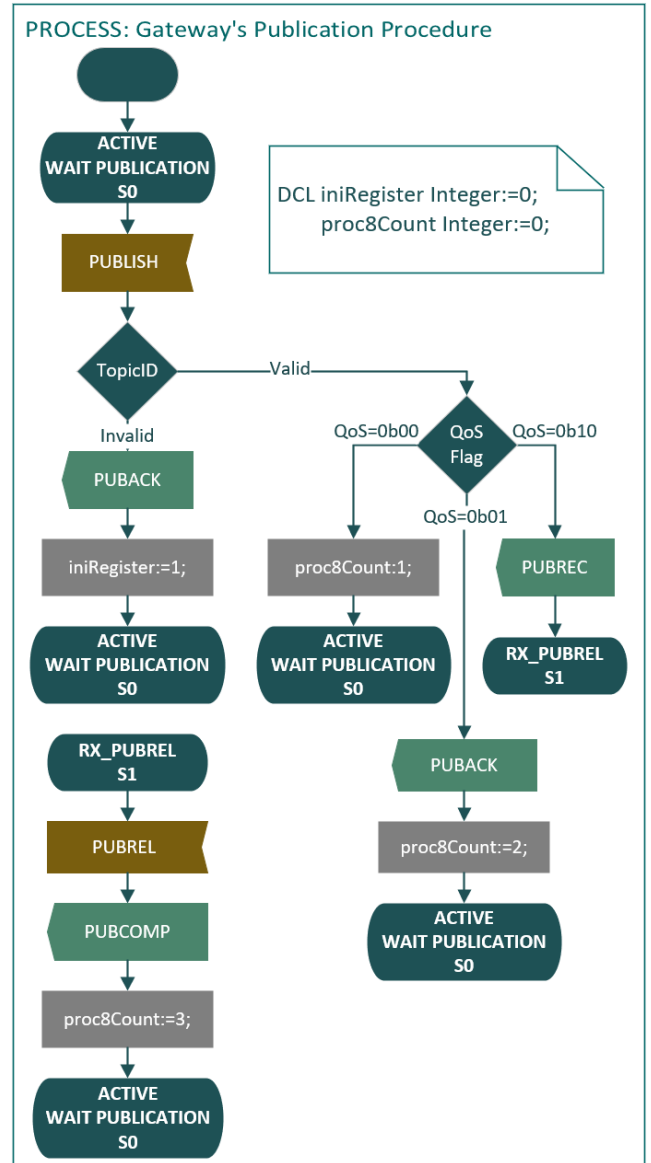 PROCESS: Gateway's Publication Procedure
ACTIVE
WAIT PUBLICATION
S0
DCL iniRegister Integer:=0;
proc8Count Integer:=0;
PUBLISH
TopicID
Valid
Invalid
QoS=0b00
QoS
Flag
QoS=0b10
QoS=0b01
PUBACK
iniRegister:=1;
ACTIVE
WAIT PUBLICATION
S0
proc8Count:1;
ACTIVE
WAIT PUBLICATION
S0
PUBREC
RX_PUBREL
S1
PUBACK
proc8Count:=2;
ACTIVE
WAIT PUBLICATION
S0
RX_PUBREL
S1
PUBREL
PUBCOMP
proc8Count:=3;
ACTIVE
WAIT PUBLICATION
S0